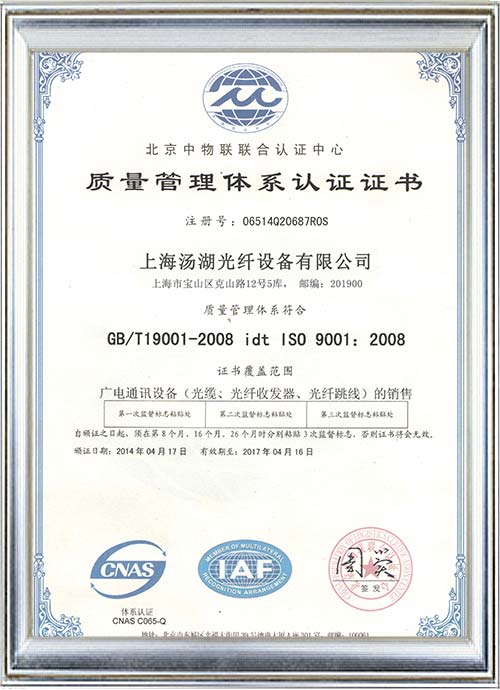 北京中物联联合认证中心
质量管理体系认证证书
注册号：06514Q20687R0S
上海汤湖光纤设备有限公司
上海市宝山区克山路12号5库， 邮编：201900
质量管理体系符合
GB/T19001-2008 idt ISO 9001：2008
证书覆盖范围
广电通讯设备（光缆、光纤收发器、光纤跳线）的销售
第一次监督标志粘贴处 第二次监督标志粘贴处 第三次监督标志粘贴处
自颁证之日起，须在第8个月、16个月、26个月时分别粘贴3次监督标志，否则证书将会无效。
颁证日期：2014年04月17日 有效期至：2017年04月16日
CNAS
MEMBER OF MULTILATERAL
IAF
RECOGNITION ARRANGEMENT
签发
体系认证
CNAS C065-Q